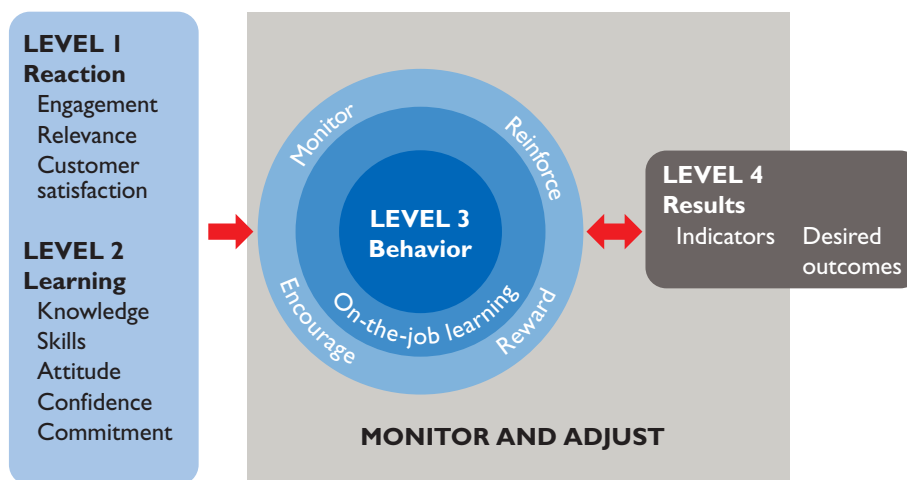 LEVEL 1
Reaction
Engagement
Relevance
Customer
satisfaction
LEVEL 2
Learning
Knowledge
Skills
Attitude
Confidence
Commitment
Monitor
Reinforce
LEVEL 3
Behavior
On-the-job learning
Encourage
Reward
LEVEL 4
Results
Indicators Desired
outcomes
MONITOR AND ADJUST